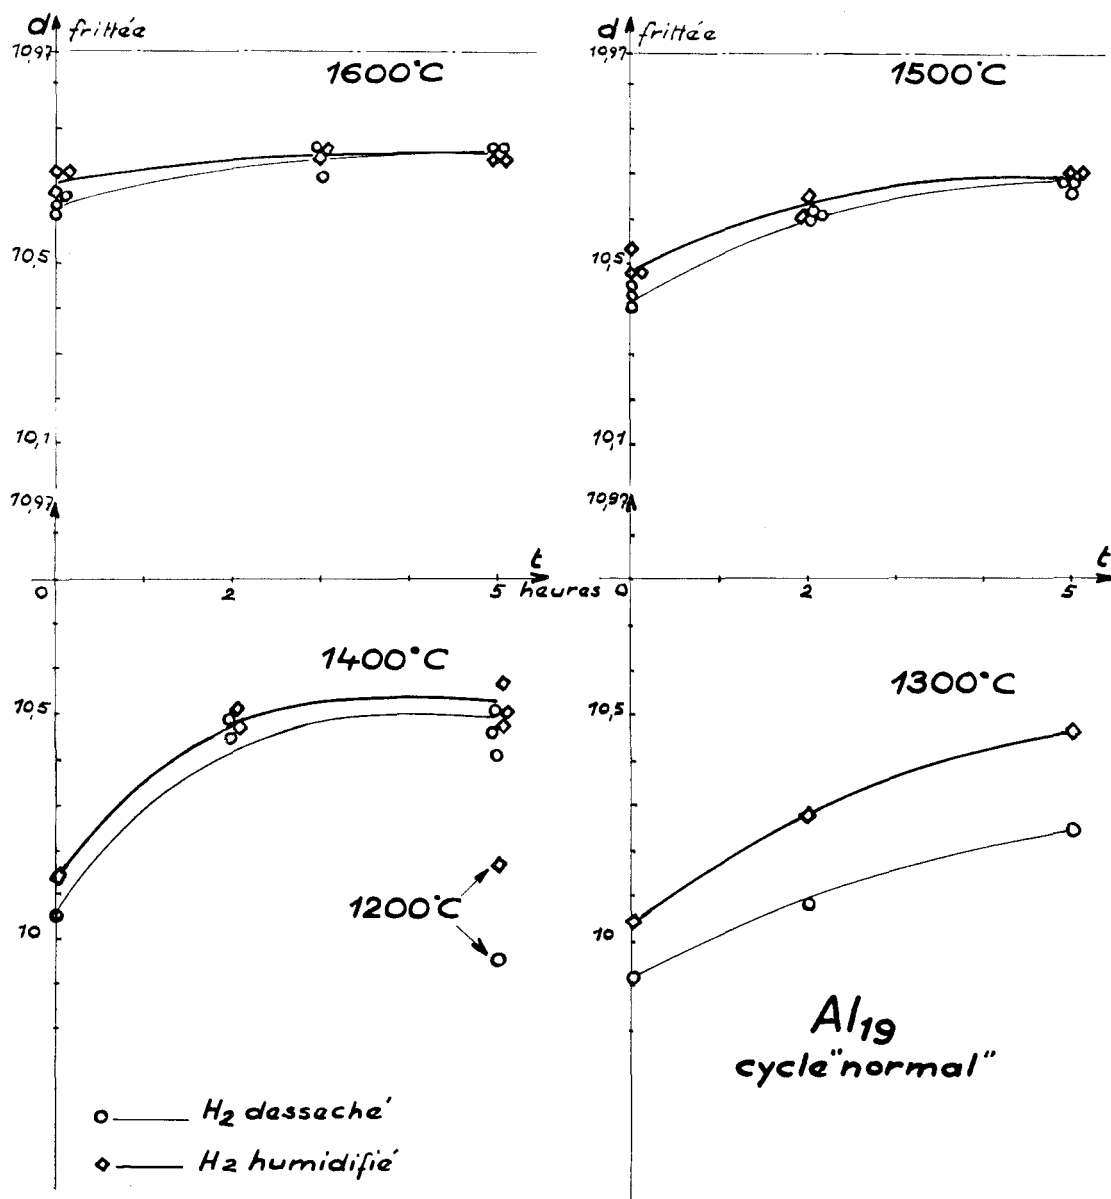 d frittée
10,97
1600°C
10,5
10,1
d frittée
10,97
1500°C
10,5
10,1
10,97
t
0 2 5 heures
1400°C
10,5
1200°C
10
10,97
t
0 2 5
1300°C
10,5
10
Al19
cycle "normal"
H2 desseché
H2 humidifié